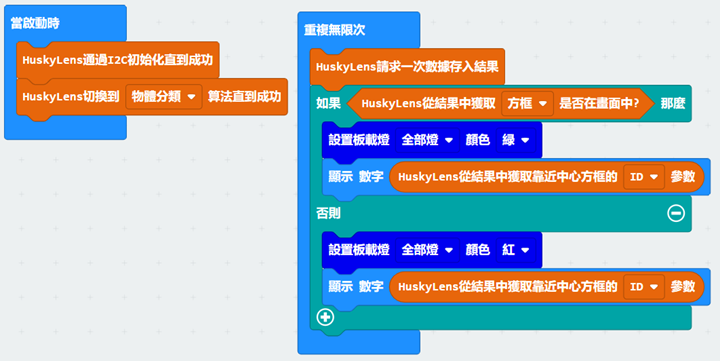 當啟動時
HuskyLens通過I2C初始化直到成功
HuskyLens切換到 物體分類 算法直到成功
重複無限次
HuskyLens請求一次數據存入結果
如果 HuskyLens從結果中獲取 方框 是否在畫面中? 那麼
設置板載燈 全部燈 顏色 綠
顯示 數字 HuskyLens從結果中獲取靠近中心方框的 ID 參數
否則
設置板載燈 全部燈 顏色 紅
顯示 數字 HuskyLens從結果中獲取靠近中心方框的 ID 參數